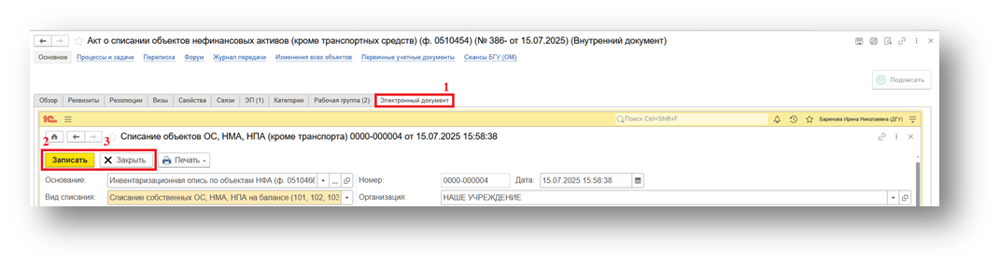 Акт о списании объектов нефинансовых активов (кроме транспортных средств) (ф. 0510454) (№ 386- от 15.07.2025) (Внутренний документ)
Основное Процессы и задачи Переписка Форум Журнал передачи Изменения всех объектов Первичные учетные документы Сеансы БГУ (ОМ)
Подписать
1
Обзор Реквизиты Резолюции Визы Свойства Связи ЭП (1) Категории Рабочая группа (2) Электронный документ
1С Поиск Ctrl+Shift+F Баринова Ирина Николаевна (ДГУ)
Списание объектов ОС, НМА, НПА (кроме транспорта) 0000-000004 от 15.07.2025 15:58:38
2 3
Записать Закрыть Печать
Основание: Инвентаризационная опись по объектам НФА (ф. 0510466 ... Номер: 0000-000004 Дата: 15.07.2025 15:58:38
Вид списания: Списание собственных ОС, НМА, НПА на балансе (101, 102, 103 Организация: НАШЕ УЧРЕЖДЕНИЕ